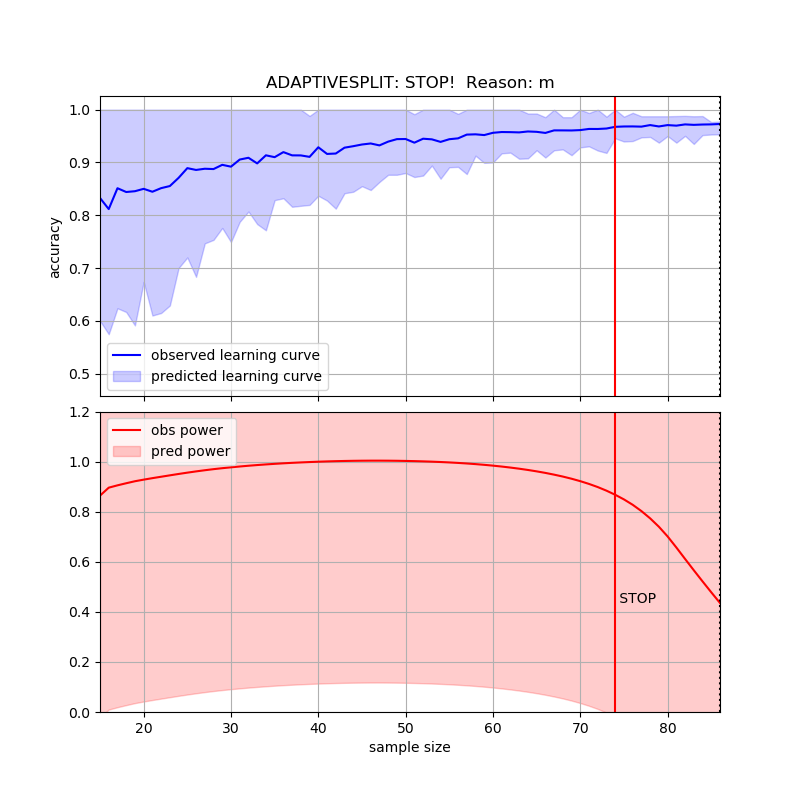 ADAPTIVESPLIT: STOP!  Reason: m
1.0
0.9
0.8
0.7
0.6
0.5
accuracy
observed learning curve
predicted learning curve
1.2
1.0
0.8
0.6
0.4
0.2
0.0
obs power
pred power
STOP
20 30 40 50 60 70 80
sample size